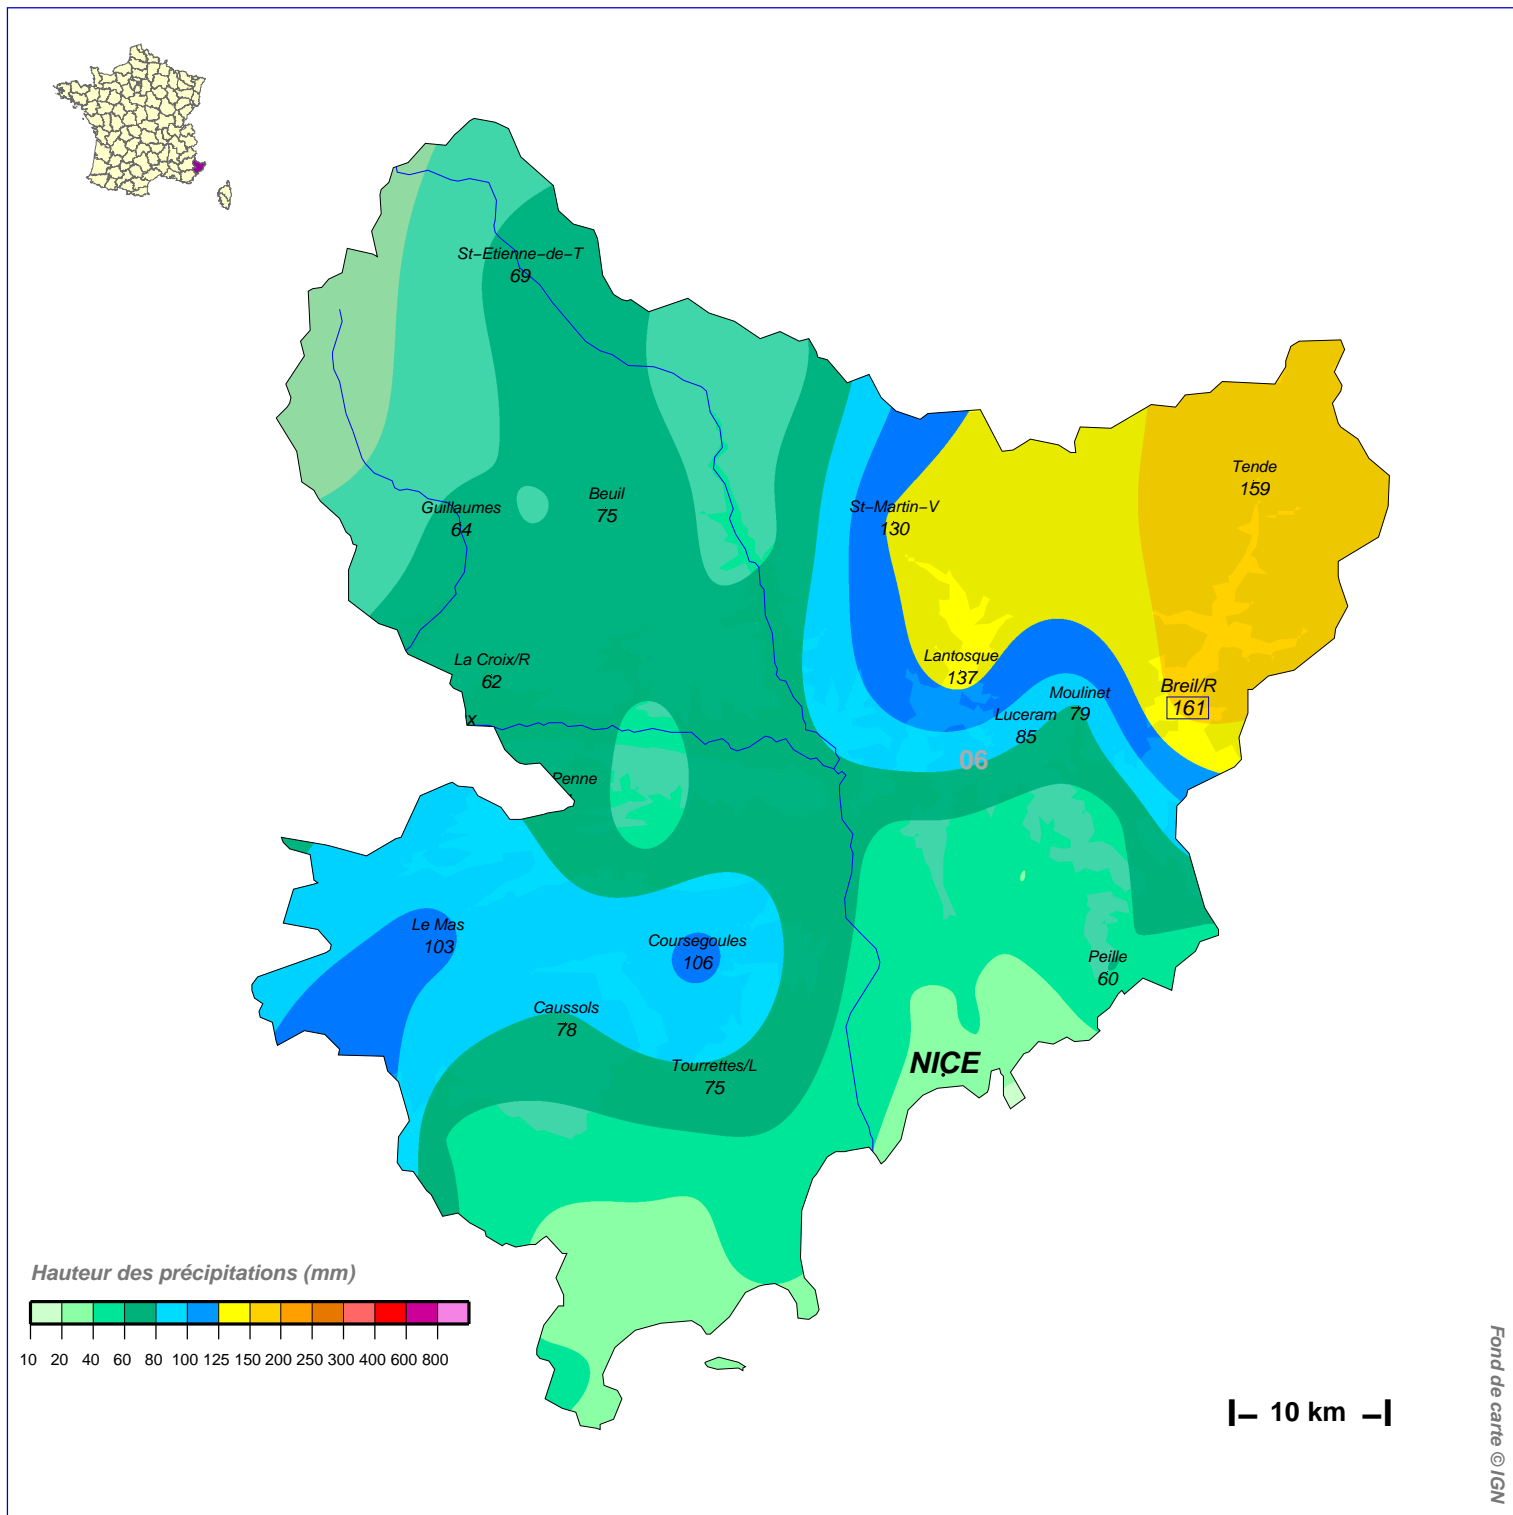 St-Etienne-de-T
69
Tende
159
Beuil
75
Guillaumes
64
St-Martin-V
130
La Croix/R
62
Lantosque
137
Moulinet
79
Breil/R
161
Luceram
85
x
06
Penne
Le Mas
103
Coursegoules
106
Peille
60
Caussols
78
NICE
Tourrettes/L
75
Hauteur des précipitations (mm)
10 20 40 60 80 100 125 150 200 250 300 400 600 800
10 km
Fond de carte © IGN